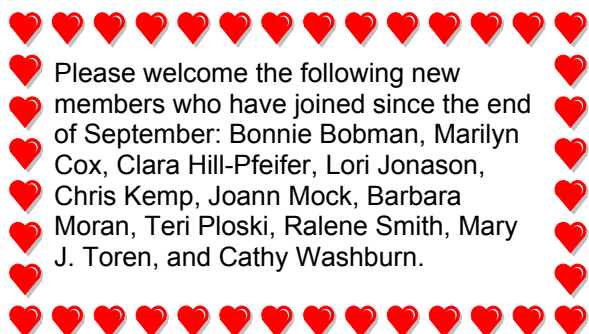 Please welcome the following new
members who have joined since the end
of September: Bonnie Bobman, Marilyn
Cox, Clara Hill-Pfeifer, Lori Jonason,
Chris Kemp, Joann Mock, Barbara
Moran, Teri Ploski, Ralene Smith, Mary
J. Toren, and Cathy Washburn.